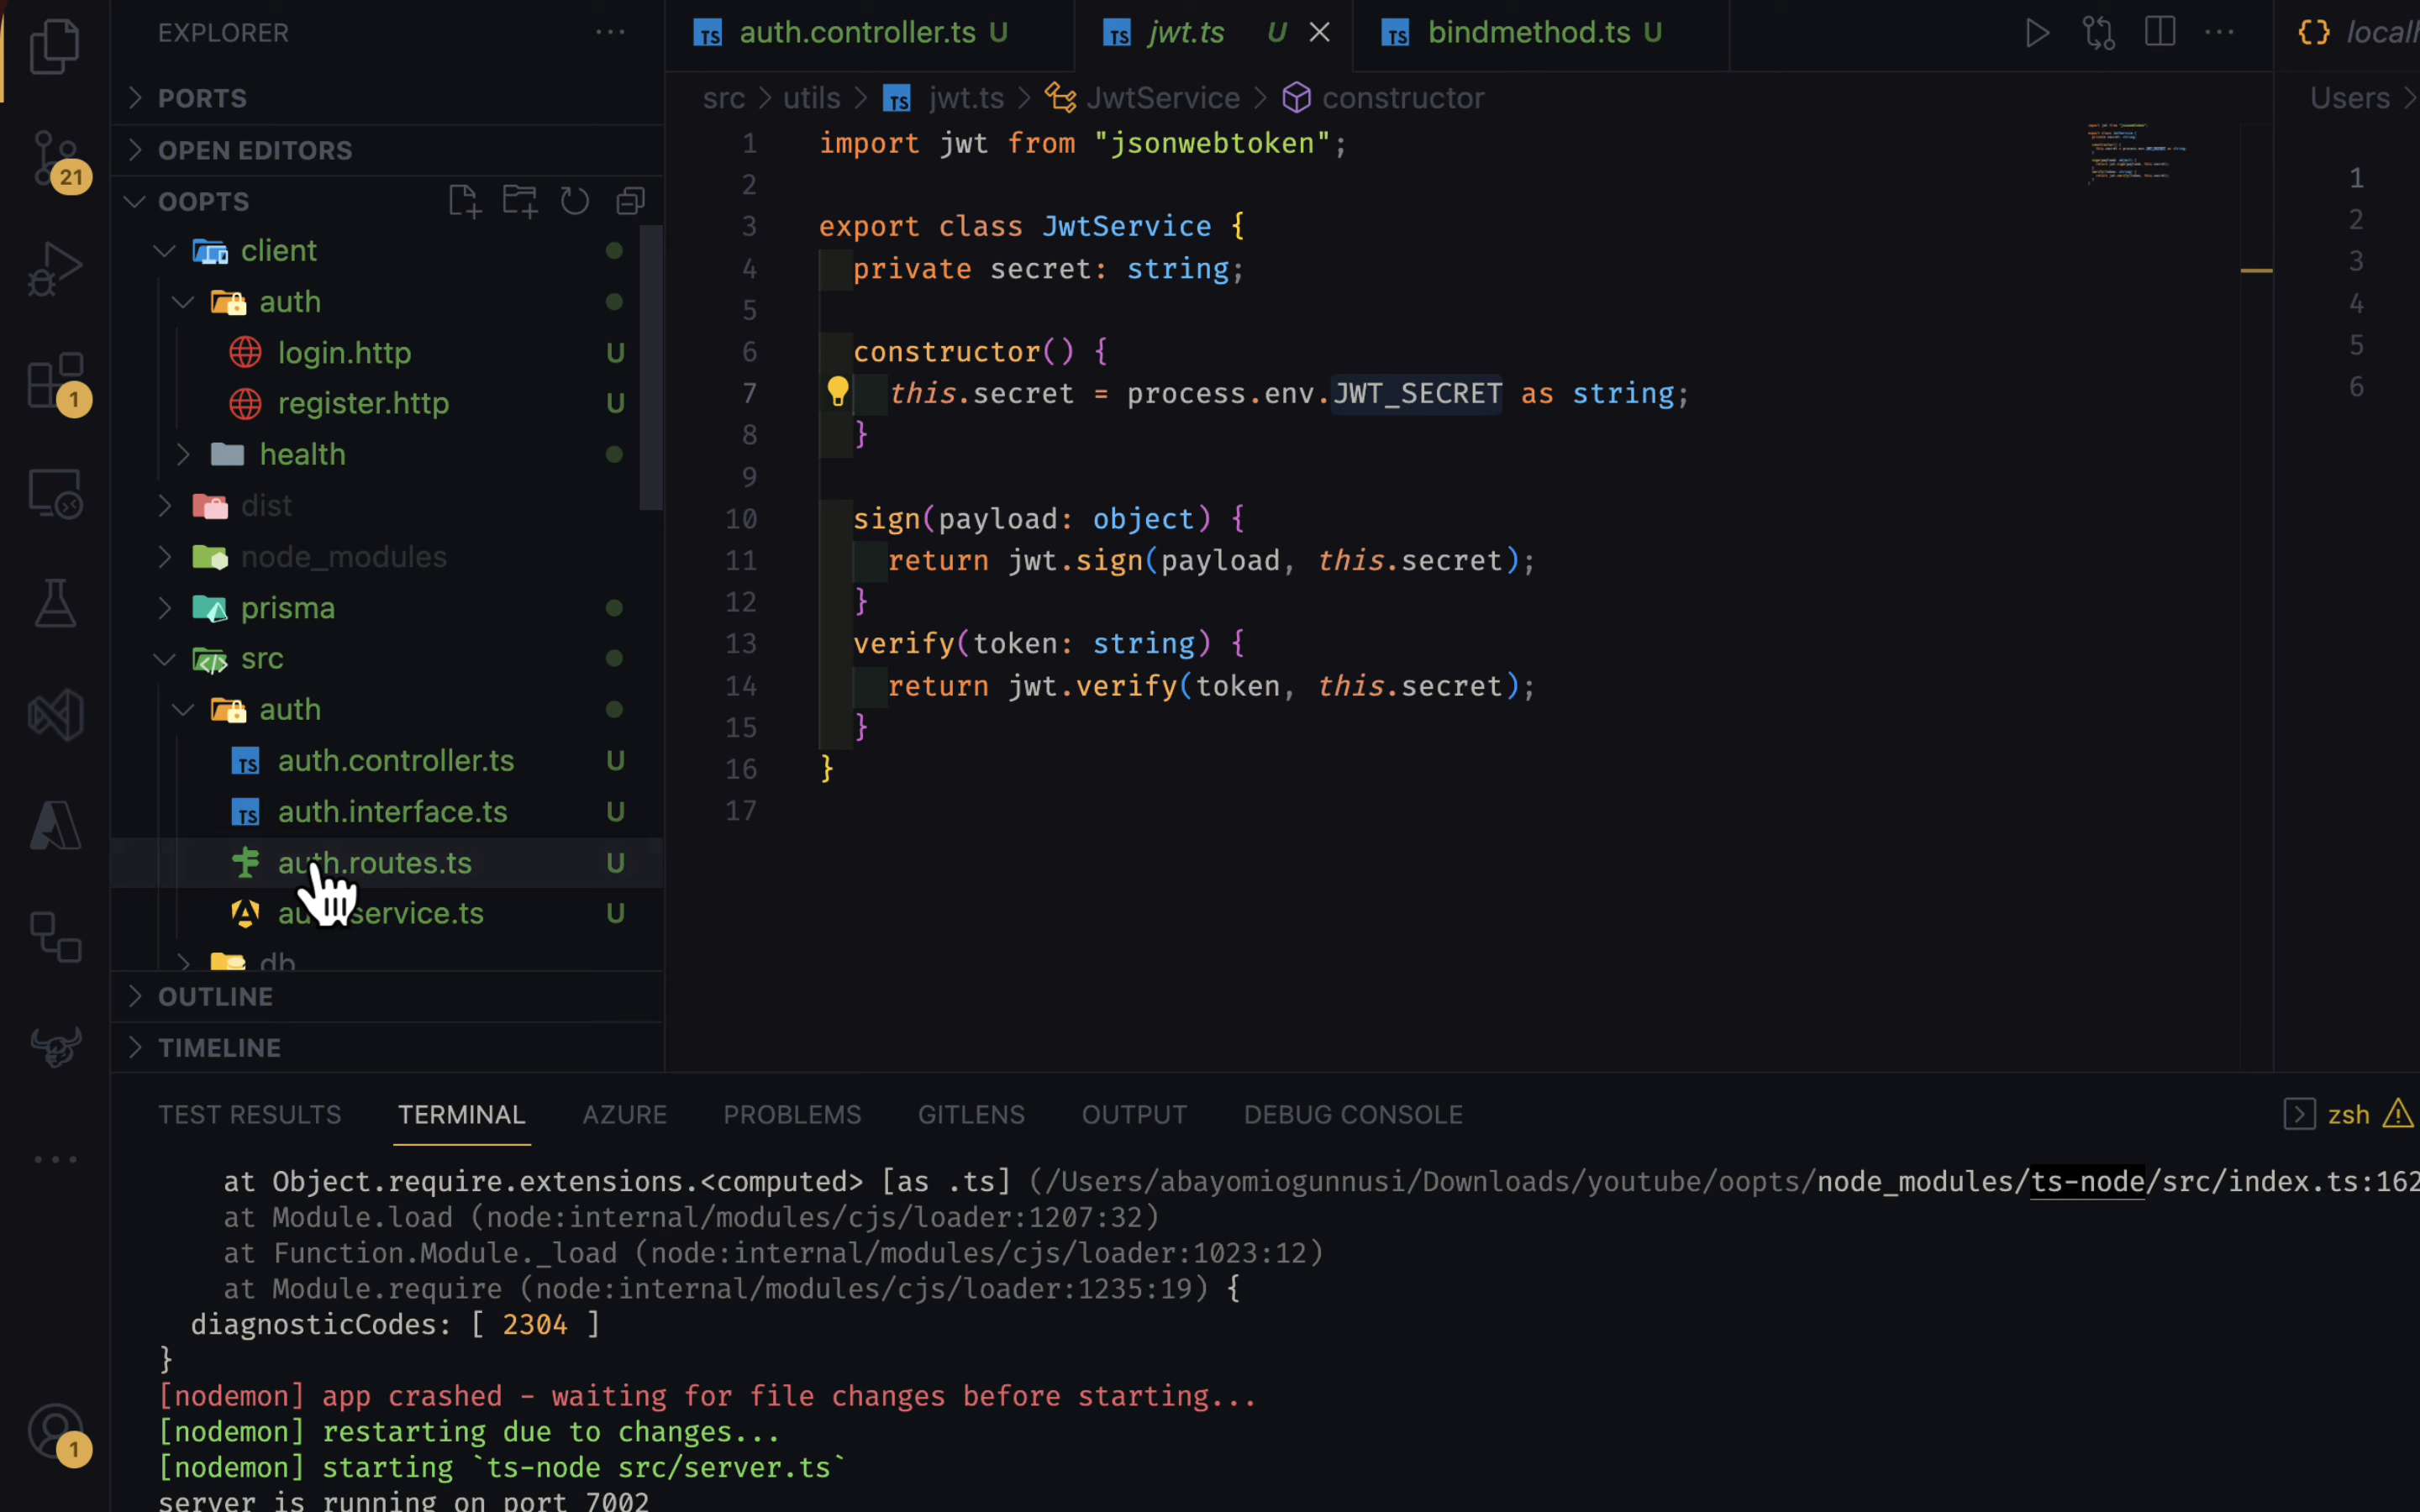 EXPLORER
PORTS
OPEN EDITORS
OOPTS
client
auth
login.http U
register.http U
health
dist
node_modules
prisma
src
auth
auth.controller.ts U
auth.interface.ts U
auth.routes.ts U
service.ts U
db
OUTLINE
TIMELINE
21
1
1
auth.controller.ts U
jwt.ts U
bindmethod.ts U
src > utils > TS jwt.ts > JwtService > constructor
1 import jwt from "jsonwebtoken";
2
3 export class JwtService {
4 private secret: string;
5
6 constructor() {
7 this.secret = process.env.JWT_SECRET as string;
8 }
9
10 sign(payload: object) {
11 return jwt.sign(payload, this.secret);
12 }
13 verify(token: string) {
14 return jwt.verify(token, this.secret);
15 }
16 }
17
{} localh
Users >
1
2
3
4
5
6
TEST RESULTS TERMINAL AZURE PROBLEMS GITLENS OUTPUT DEBUG CONSOLE
zsh
at Object.require.extensions.<computed> [as .ts] (/Users/abayomiogunnusi/Downloads/youtube/oopts/node_modules/ts-node/src/index.ts:162
at Module.load (node:internal/modules/cjs/loader:1207:32)
at Function.Module._load (node:internal/modules/cjs/loader:1023:12)
at Module.require (node:internal/modules/cjs/loader:1235:19) {
diagnosticCodes: [ 2304 ]
}
[nodemon] app crashed - waiting for file changes before starting...
[nodemon] restarting due to changes...
[nodemon] starting `ts-node src/server.ts`
server is running on port 7002